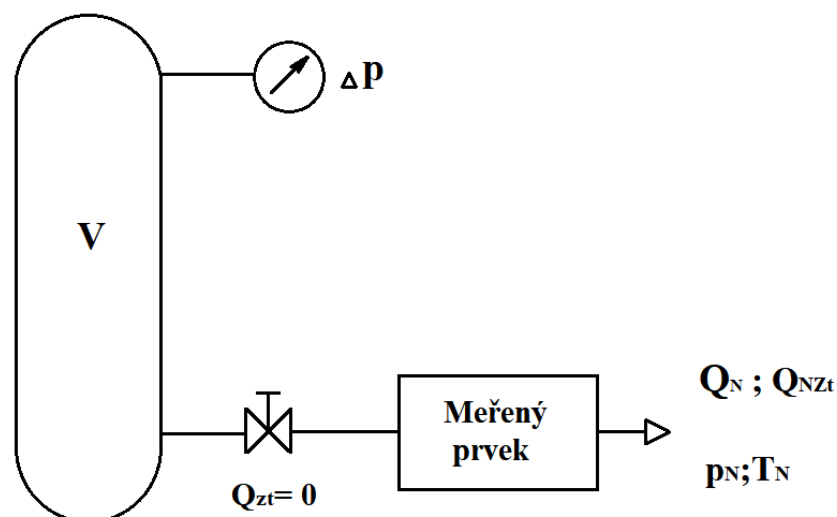 Δp
V
Meřený
prvek
Q_N ; Q_NZt
p_N;T_N
Q_zt= 0